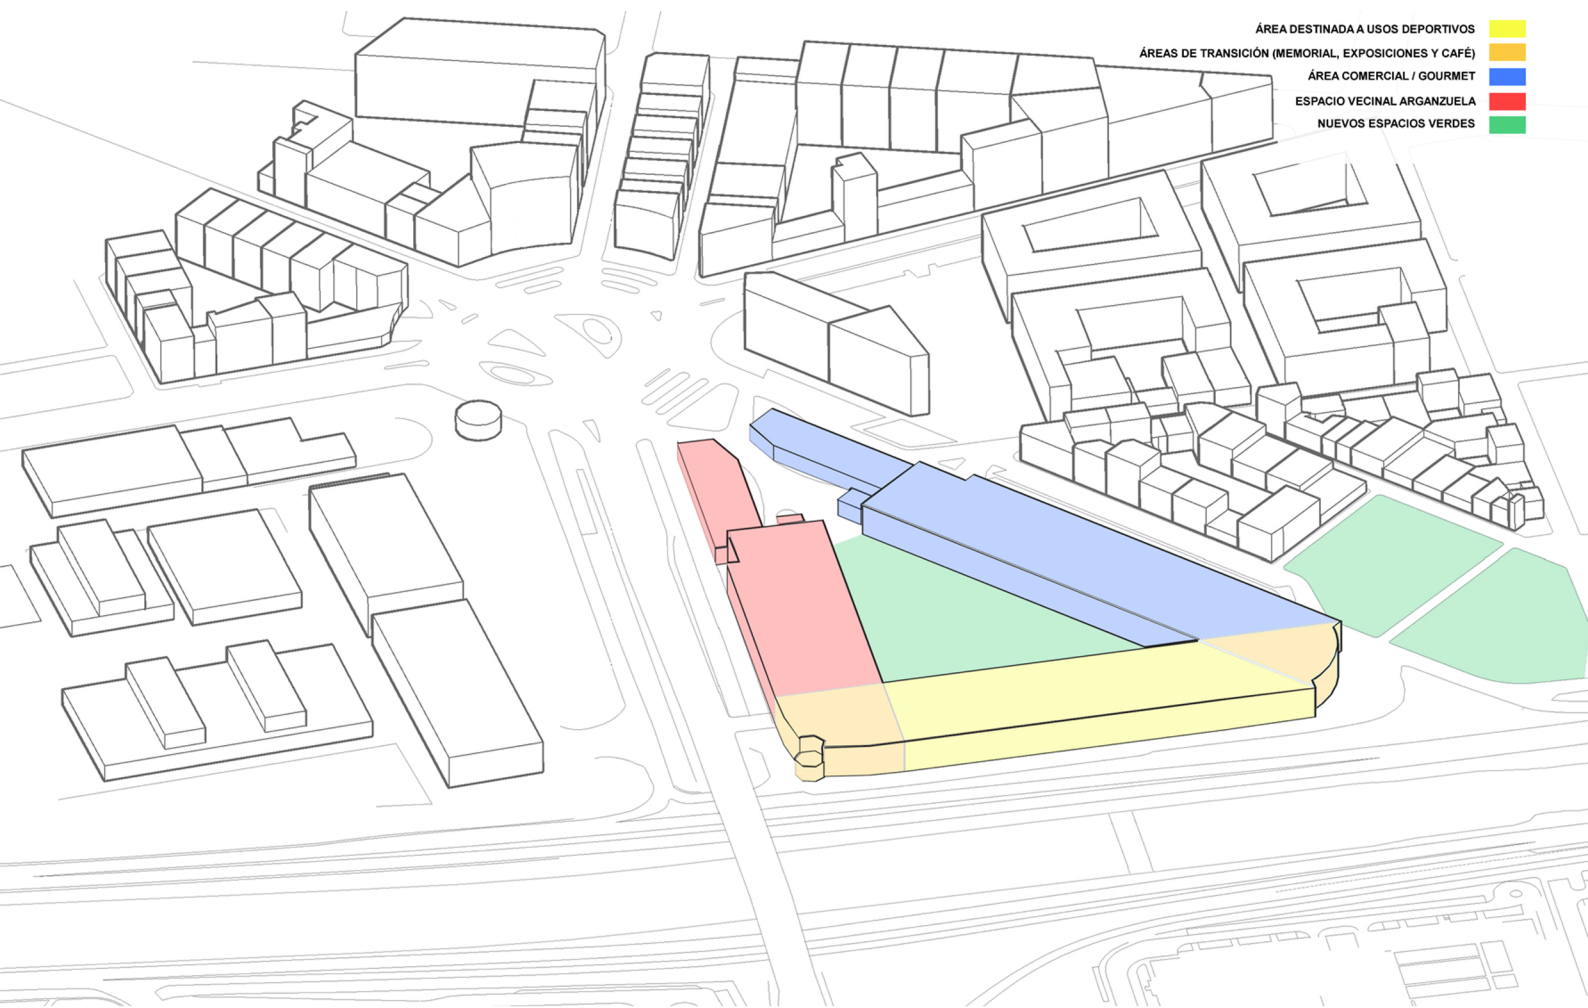 ÁREA DESTINADA A USOS DEPORTIVOS
ÁREAS DE TRANSICIÓN (MEMORIAL, EXPOSICIONES Y CAFÉ)
ÁREA COMERCIAL / GOURMET
ESPACIO VECINAL ARGANZUELA
NUEVOS ESPACIOS VERDES